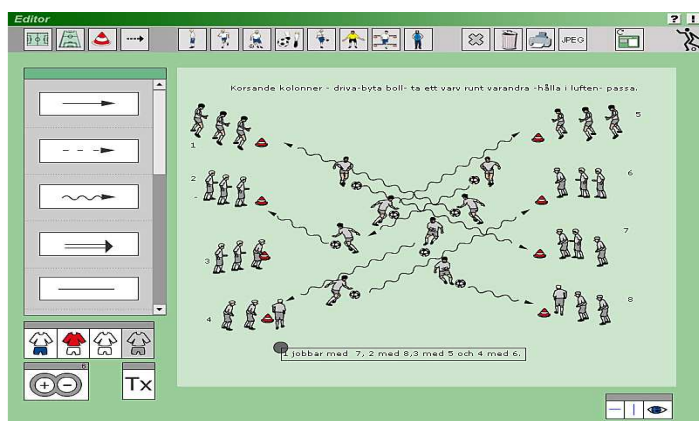 Editor
? !
JPEG
Korsande kolonner - driva-byta boll- ta ett varv runt varandra -hålla i luften- passa.
1
5
2
6
3
7
4
8
1 jobbar med 7, 2 med 8,3 med 5 och 4 med 6.
Tx